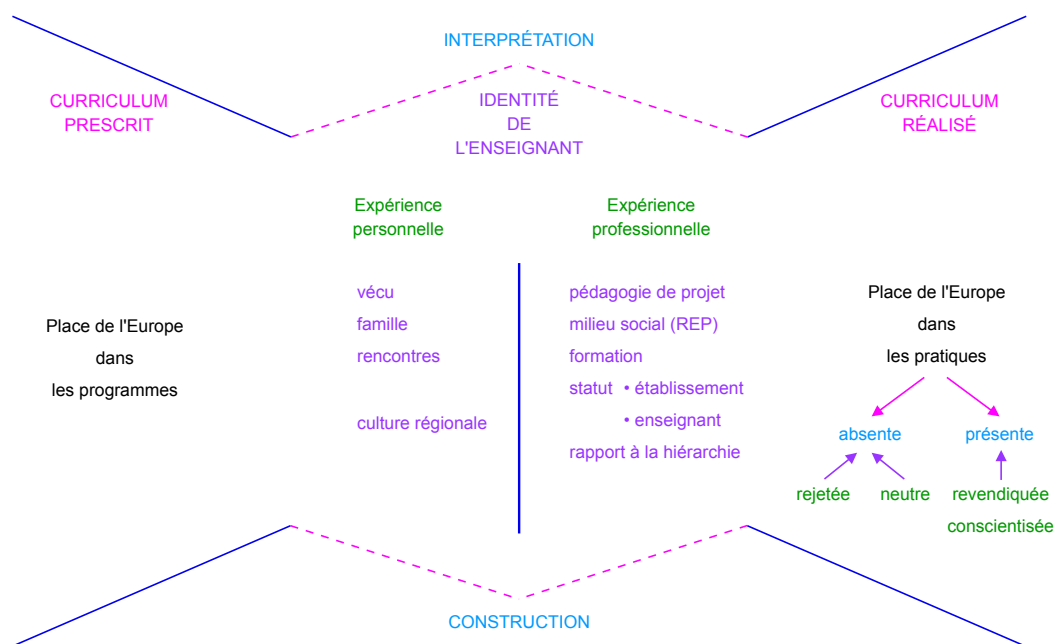 INTERPRÉTATION
CURRICULUM
PRESCRIT
IDENTITÉ
DE
L'ENSEIGNANT
CURRICULUM
RÉALISÉ
Expérience
personnelle
Expérience
professionnelle
Place de l'Europe
dans
les programmes
vécu
famille
rencontres
culture régionale
pédagogie de projet
milieu social (REP)
formation
statut • établissement
• enseignant
rapport à la hiérarchie
Place de l'Europe
dans
les pratiques
absente
présente
rejetée
neutre
revendiquée
conscientisée
CONSTRUCTION